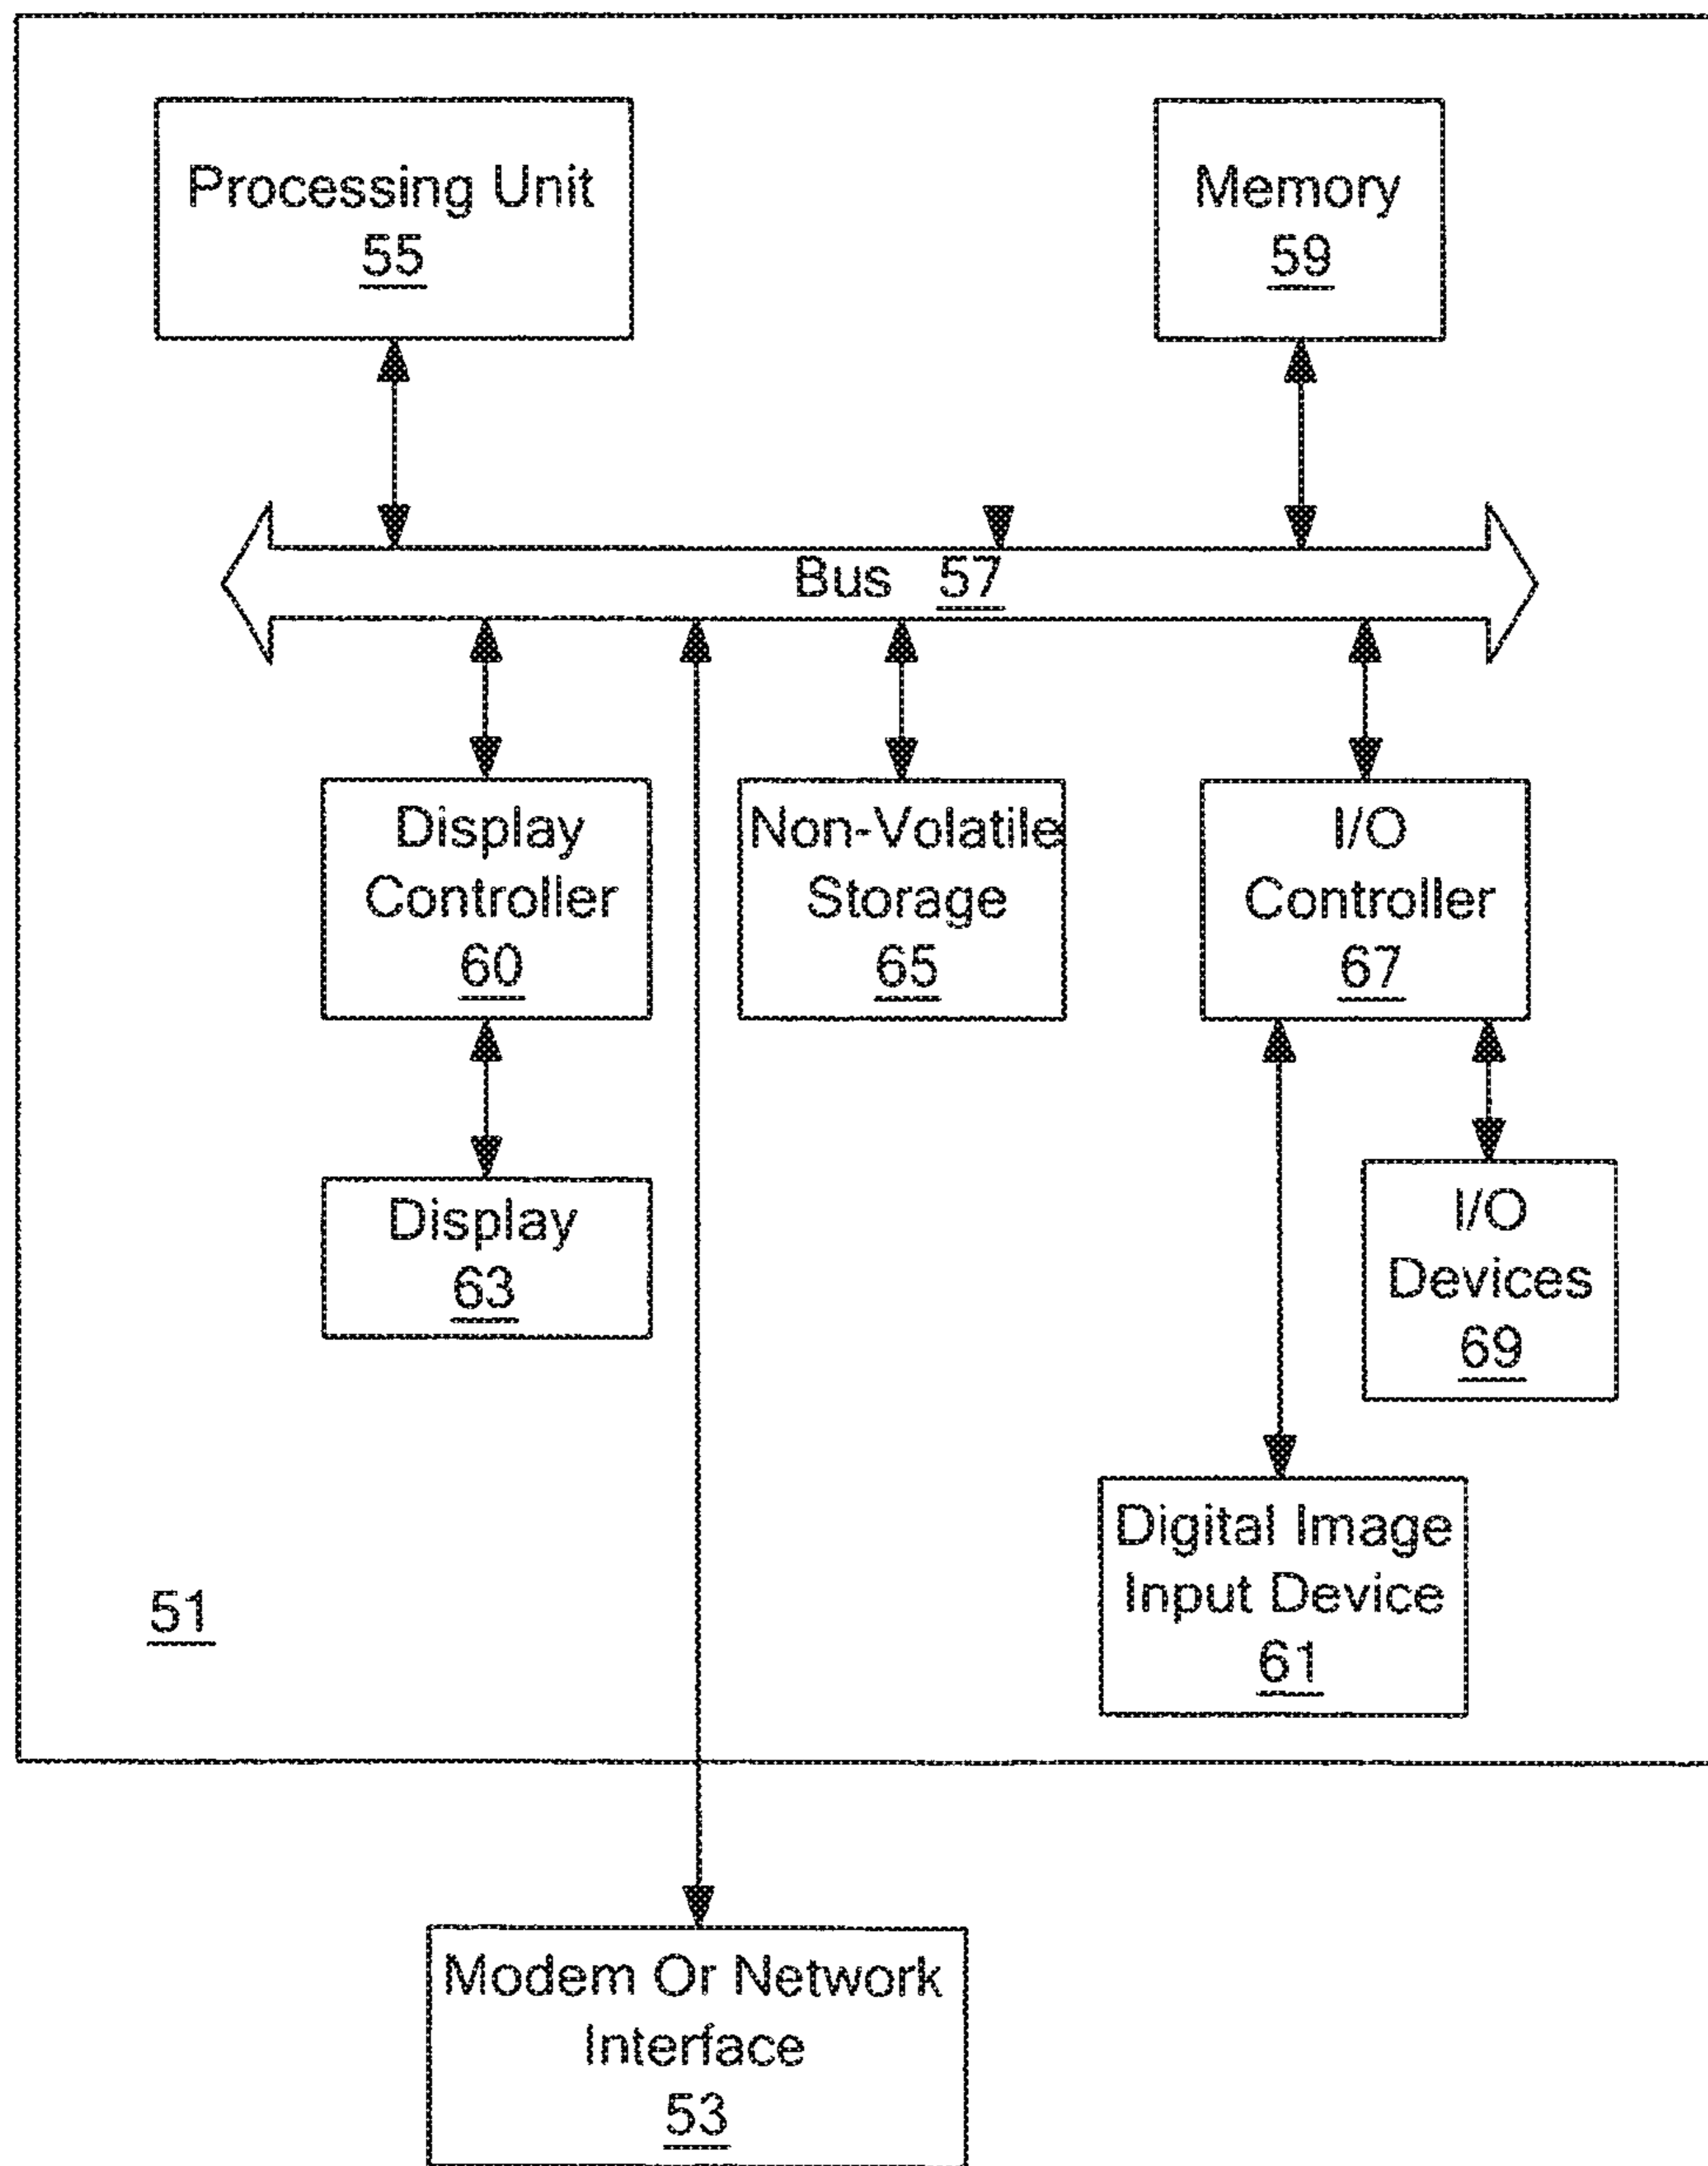 Processing Unit
55
Memory
59
Bus 57
Display
Controller
60
Non-Volatile
Storage
65
I/O
Controller
67
Display
63
I/O
Devices
69
Digital Image
Input Device
61
51
Modem Or Network
Interface
53